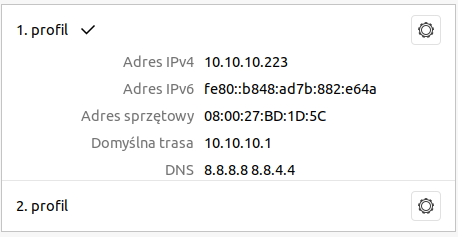 1. profil
Adres IPv4 10.10.10.223
Adres IPv6 fe80::b848:ad7b:882:e64a
Adres sprzętowy 08:00:27:BD:1D:5C
Domyślna trasa 10.10.10.1
DNS 8.8.8.8 8.8.4.4
2. profil